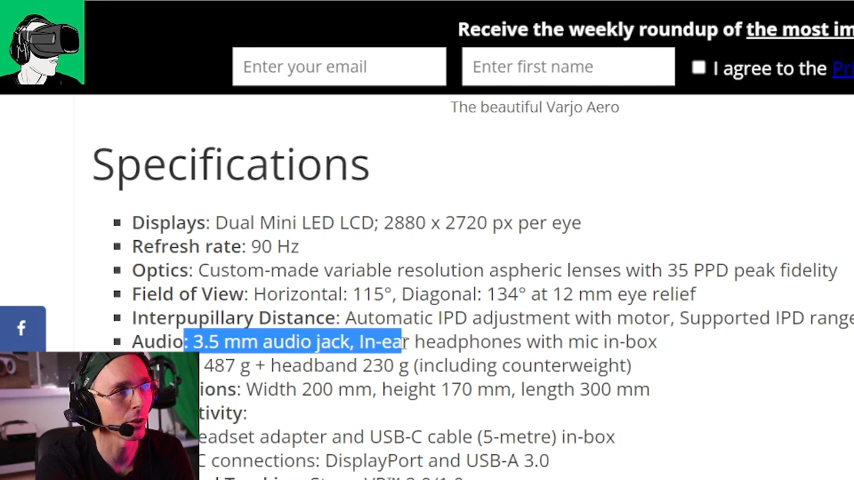 Receive the weekly roundup of the most im
Enter your email
Enter first name
I agree to the Pri
The beautiful Varjo Aero
Specifications
Displays: Dual Mini LED LCD; 2880 x 2720 px per eye
Refresh rate: 90 Hz
Optics: Custom-made variable resolution aspheric lenses with 35 PPD peak fidelity
Field of View: Horizontal: 115°, Diagonal: 134° at 12 mm eye relief
Interpupillary Distance: Automatic IPD adjustment with motor, Supported IPD range
Audio: 3.5 mm audio jack, In-ear headphones with mic in-box
487 g + headband 230 g (including counterweight)
ions: Width 200 mm, height 170 mm, length 300 mm
tivity:
eadset adapter and USB-C cable (5-metre) in-box
C connections: DisplayPort and USB-A 3.0